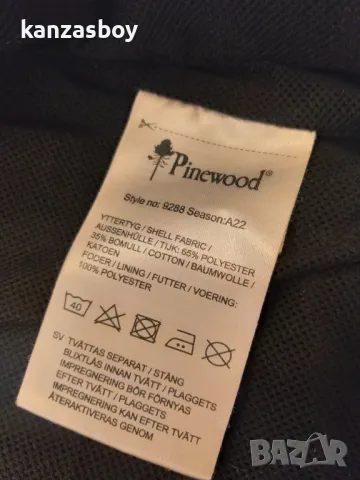 kanzasboy
Pinewood®
Style no: 9288 Season:A22
YTTERTYG / SHELL FABRIC /
AUSSENHÜLLE / TIJK: 65% POLYESTER
35% BOMULL / COTTON / BAUMWOLLE /
KATOEN
FODER / LINING / FUTTER / VOERING:
100% POLYESTER
40
SV TVÄTTAS SEPARAT / STÄNG
BLIXTLÅS INNAN TVÄTT / PLAGGETS
IMPREGNERING BÖR FÖRNYAS
EFTER TVÄTT / PLAGGETS
IMPREGNERING KAN EFTER TVÄTT
ÅTERAKTIVERAS GENOM
BAZAR